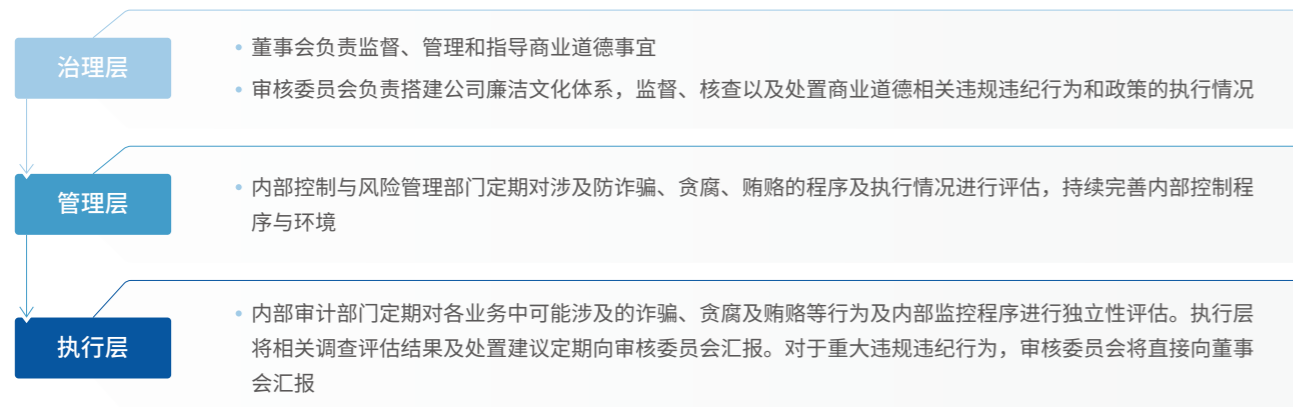 治理层
• 董事会负责监督、管理和指导商业道德事宜
• 审核委员会负责搭建公司廉洁文化体系，监督、核查以及处置商业道德相关违规违纪行为和政策的执行情况
管理层
• 内部控制与风险管理部门定期对涉及防诈骗、贪腐、贿赂的程序及执行情况进行评估，持续完善内部控制程
序与环境
执行层
• 内部审计部门定期对各业务中可能涉及的诈骗、贪腐及贿赂等行为及内部监控程序进行独立性评估。执行层
将相关调查评估结果及处置建议定期向审核委员会汇报。对于重大违规违纪行为，审核委员会将直接向董事
会汇报